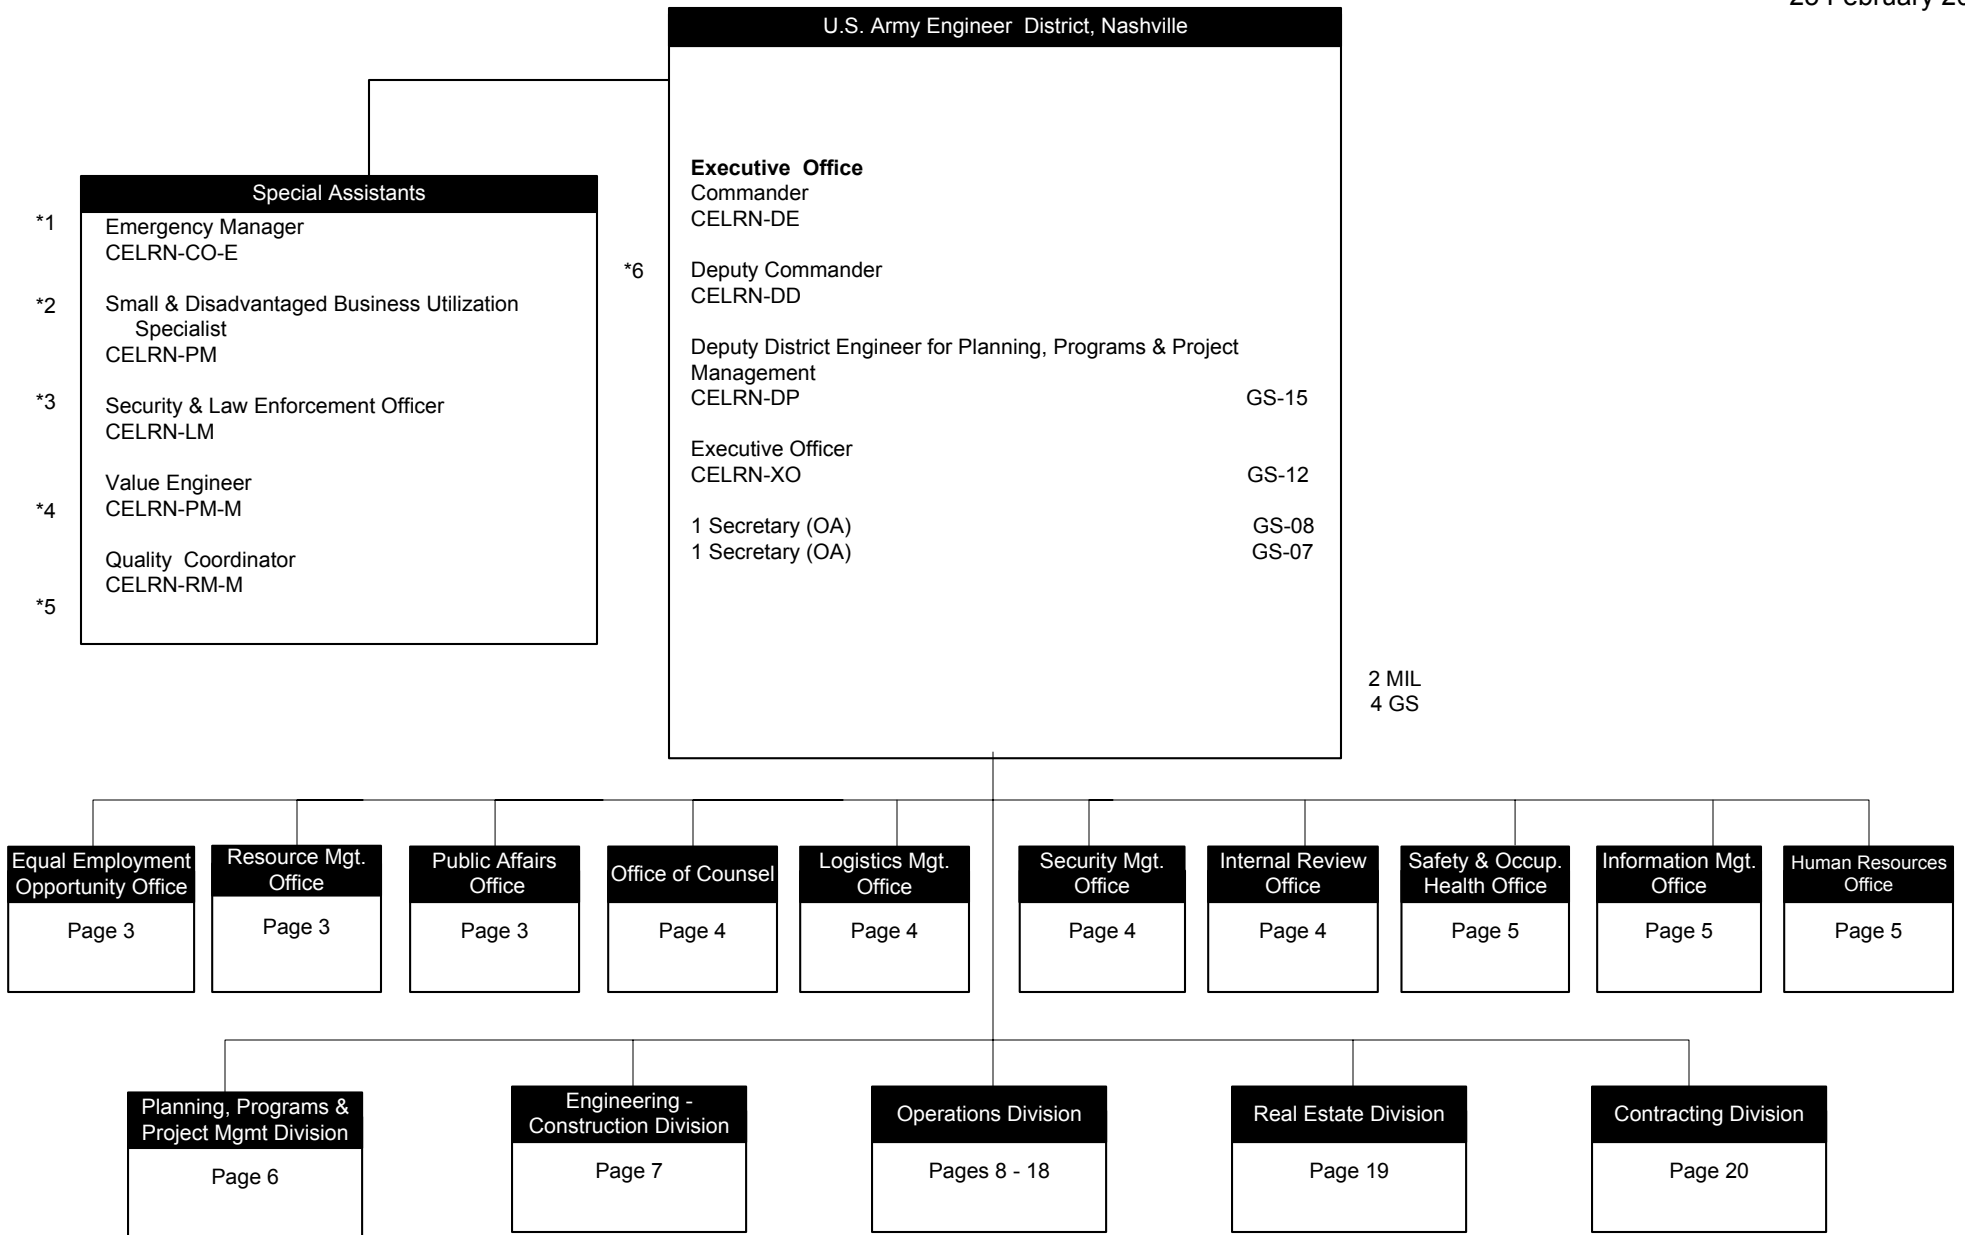 February
U.S. Army Engineer District, Nashville
Special Assistants
*1
Emergency Manager
CELRN-CO-E
*2
Small & Disadvantaged Business Utilization
Specialist
CELRN-PM
*3
Security & Law Enforcement Officer
CELRN-LM
Value Engineer
*4
CELRN-PM-M
Quality Coordinator
CELRN-RM-M
*5
Executive Office
Commander
CELRN-DE
*6
Deputy Commander
CELRN-DD
Deputy District Engineer for Planning, Programs & Project
Management
CELRN-DP GS-15
Executive Officer
CELRN-XO GS-12
1 Secretary (OA) GS-08
1 Secretary (OA) GS-07
2 MIL
4 GS
Equal Employment
Opportunity Office
Page 3
Resource Mgt.
Office
Page 3
Public Affairs
Office
Page 3
Office of Counsel
Page 4
Logistics Mgt.
Office
Page 4
Security Mgt.
Office
Page 4
Internal Review
Office
Page 4
Safety & Occup.
Health Office
Page 5
Information Mgt.
Office
Page 5
Human Resources
Office
Page 5
Planning, Programs &
Project Mgmt Division
Page 6
Engineering -
Construction Division
Page 7
Operations Division
Pages 8 - 18
Real Estate Division
Page 19
Contracting Division
Page 20